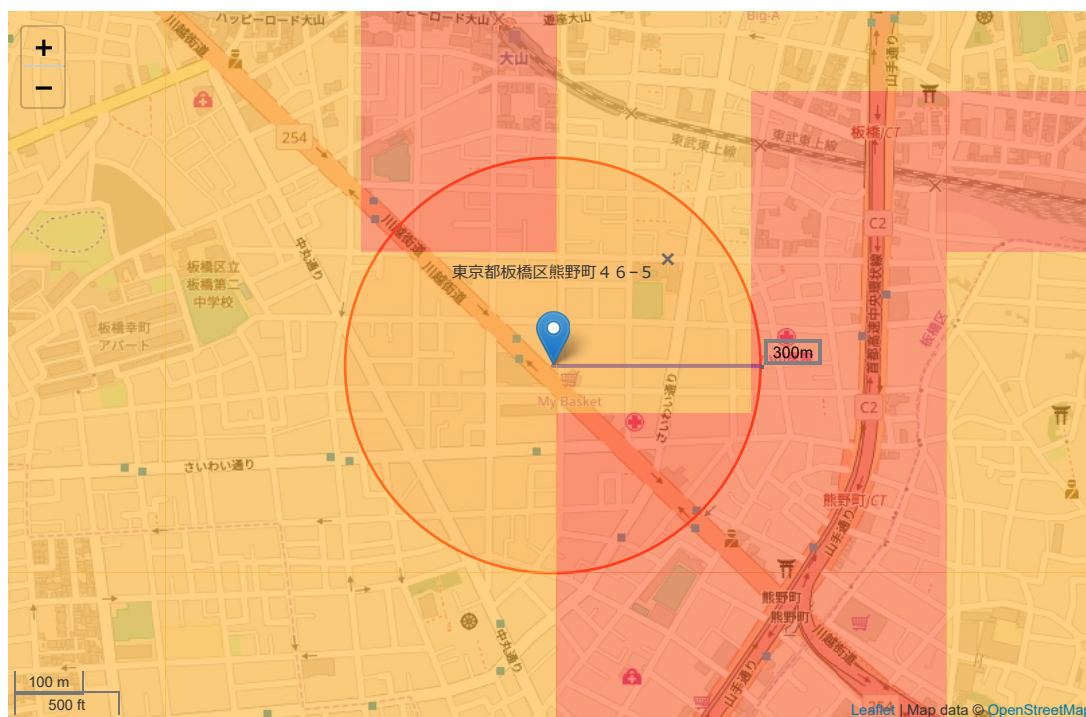 +
−
川越街道
ハッピーロード大山
ッピーロード大山
遊座大山
Big-A
大山
山手通り
254
東武東上線
東武東上線
板橋JCT
川越街道
川越街道
中丸通り
C2
板橋区立
板橋第二
中学校
東京都板橋区熊野町46−5
首都高速中央環状線
板橋区
板橋幸町
アパート
300m
My Basket
さいわい通り
C2
さいわい通り
熊野町JCT
山手通り
熊野町
熊野町
中丸通り
川越街道
山手通り
254
100 m
500 ft
Leaflet | Map data © OpenStreetMap